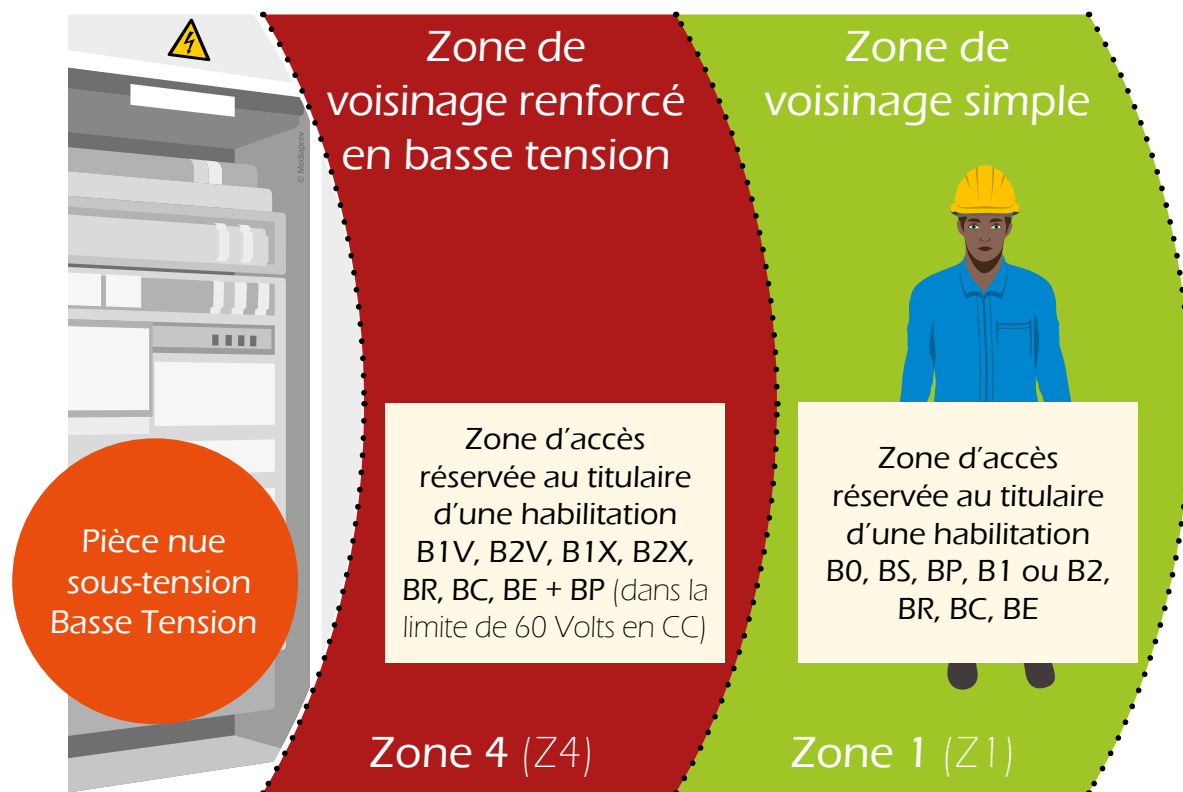 Zone de
voisinage renforcé
en basse tension
Zone de
voisinage simple
© Mediaprev
Pièce nue
sous-tension
Basse Tension
Zone d'accès
réservée au titulaire
d'une habilitation
B1V, B2V, B1X, B2X,
BR, BC, BE + BP (dans la
limite de 60 Volts en CC)
Zone d'accès
réservée au titulaire
d'une habilitation
B0, BS, BP, B1 ou B2,
BR, BC, BE
Zone 4 (Z4)
Zone 1 (Z1)